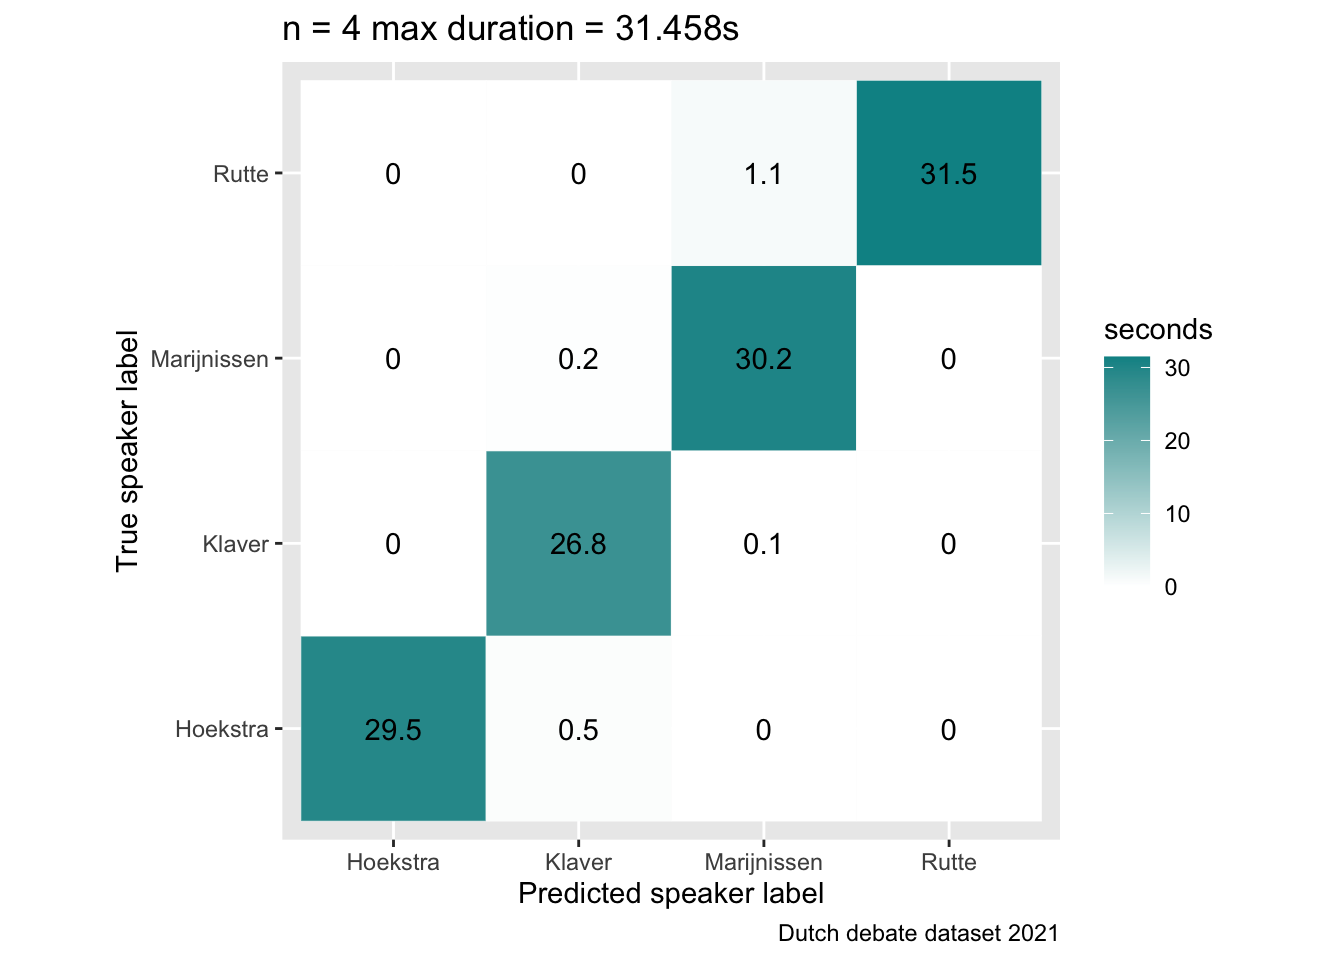 n = 4 max duration = 31.458s
Rutte 0 0 1.1 31.5
Marijnissen 0 0.2 30.2 0
Klaver 0 26.8 0.1 0
Hoekstra 29.5 0.5 0 0
True speaker label
Hoekstra Klaver Marijnissen Rutte
Predicted speaker label
seconds
30
20
10
0
Dutch debate dataset 2021